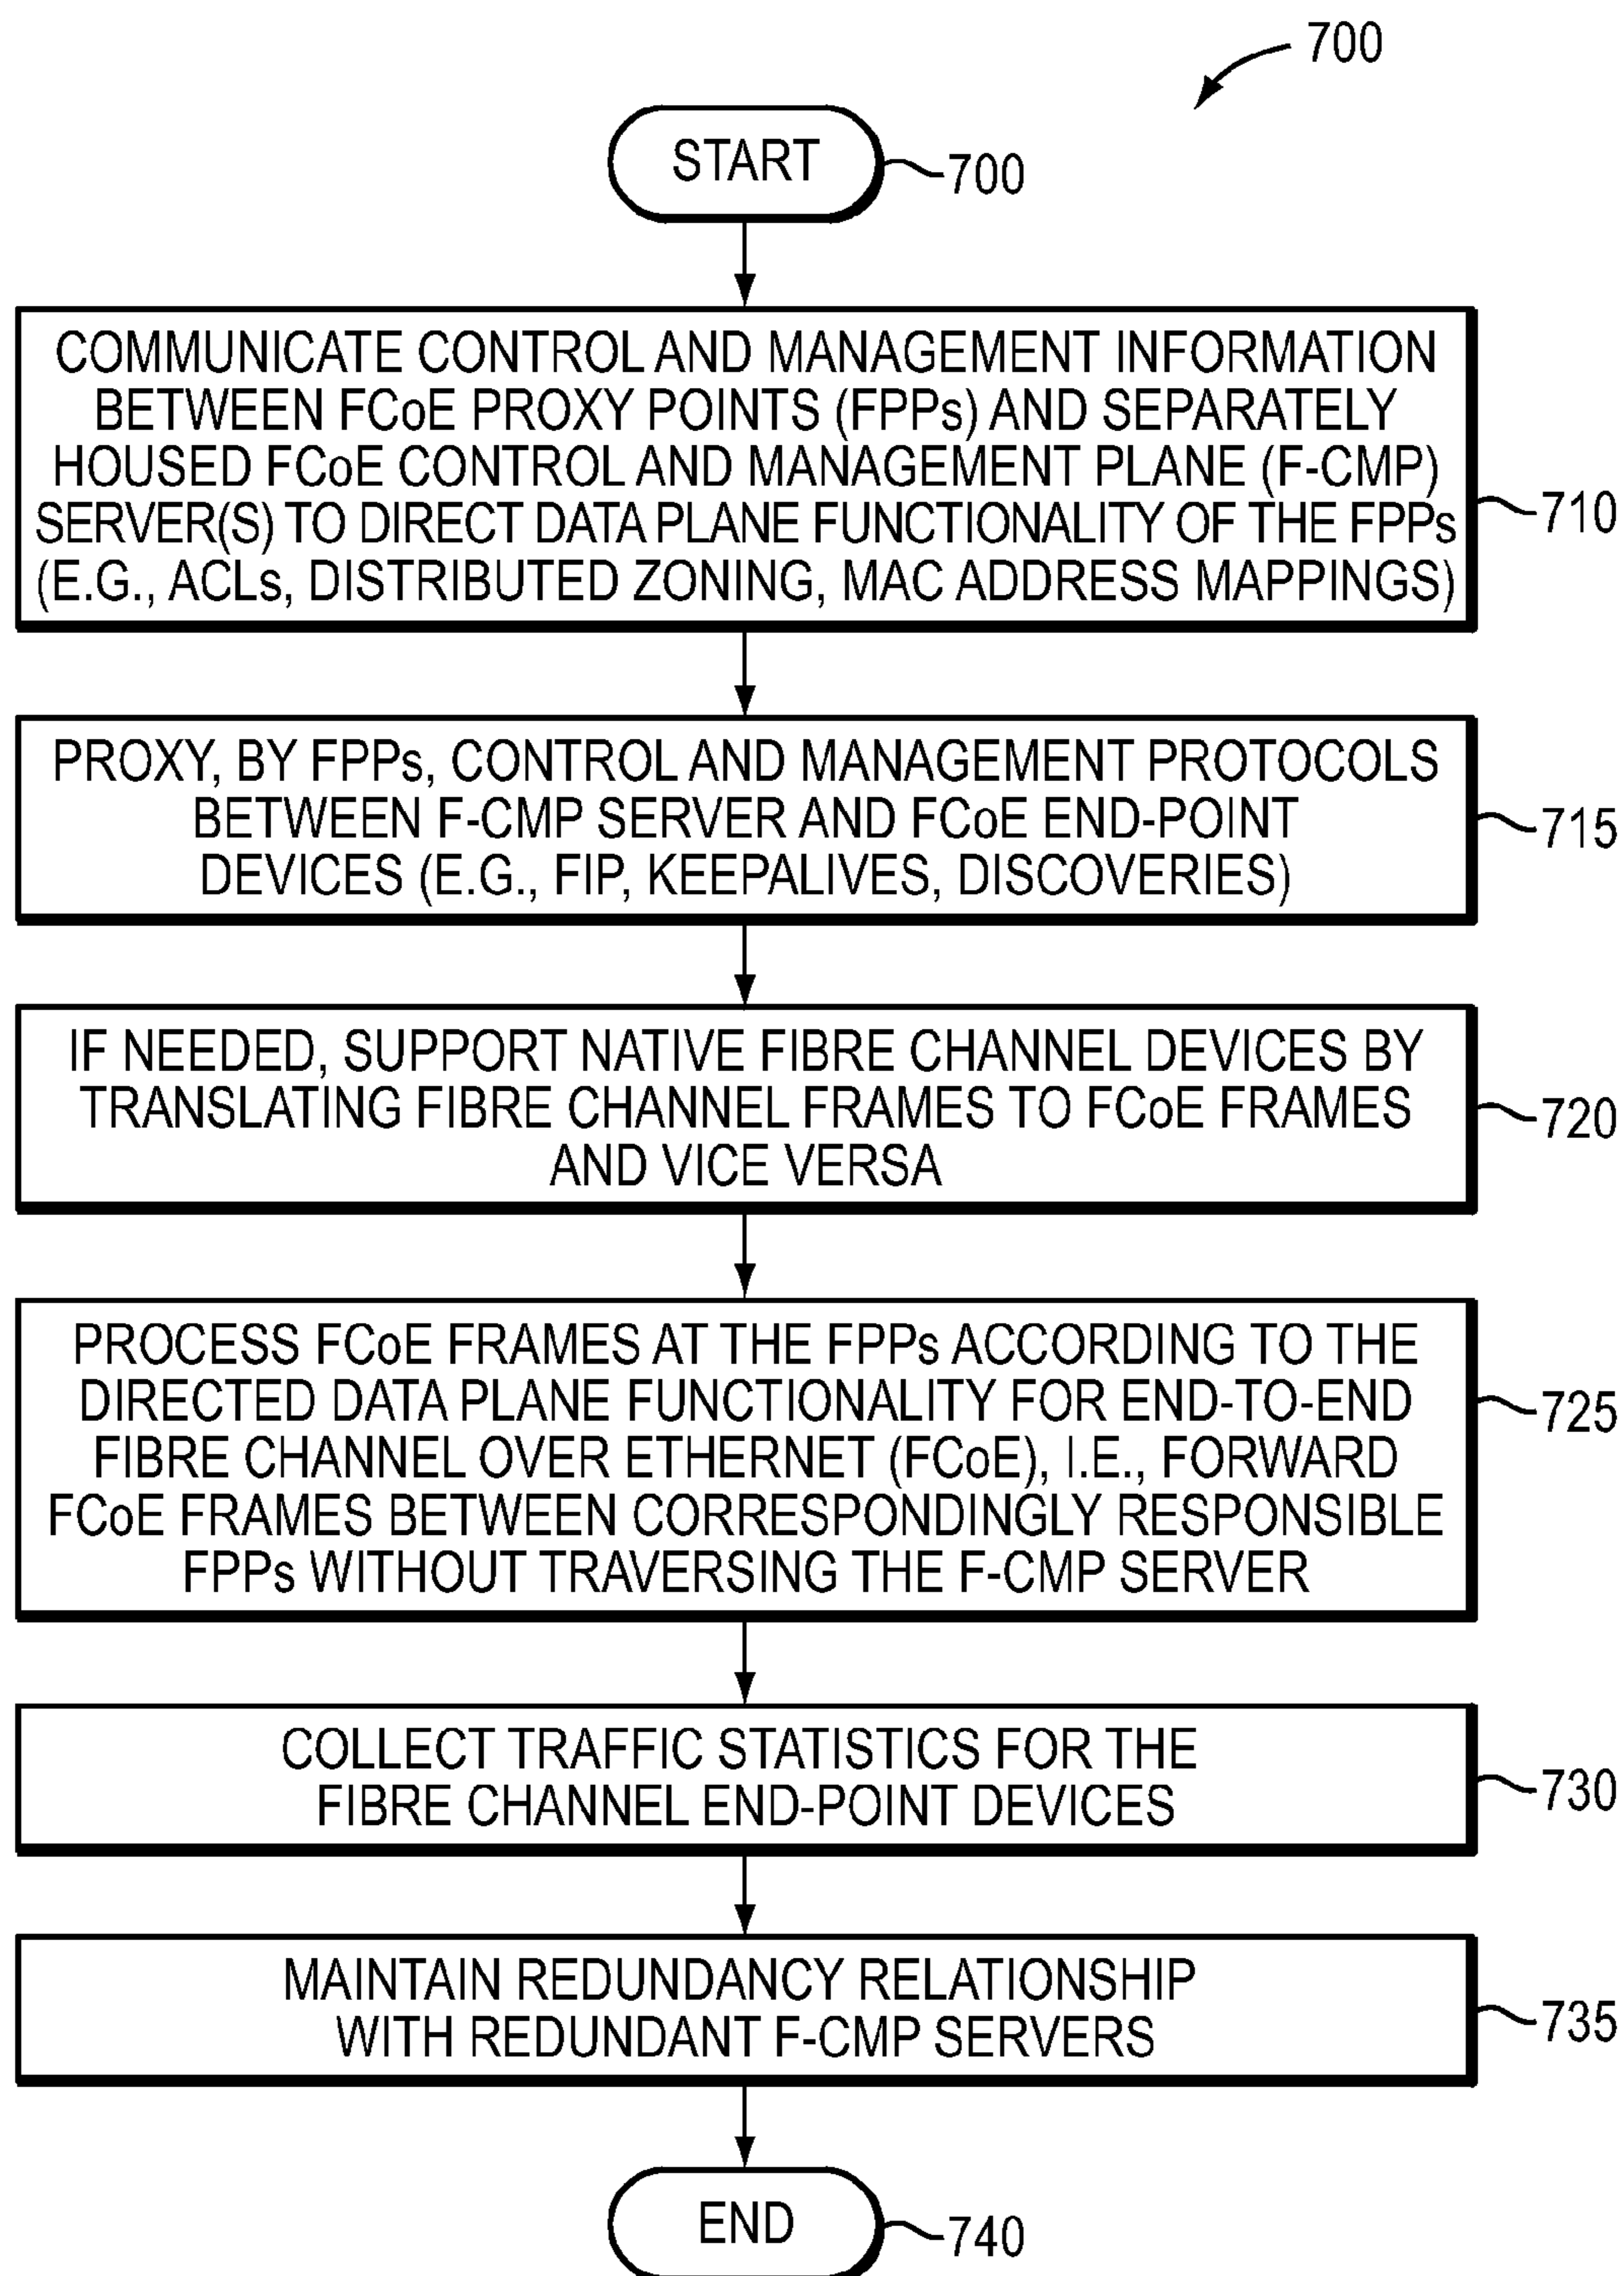 700
START
700
COMMUNICATE CONTROL AND MANAGEMENT INFORMATION
BETWEEN FCoE PROXY POINTS (FPPs) AND SEPARATELY
HOUSED FCoE CONTROL AND MANAGEMENT PLANE (F-CMP)
SERVER(S) TO DIRECT DATA PLANE FUNCTIONALITY OF THE FPPs
(E.G., ACLs, DISTRIBUTED ZONING, MAC ADDRESS MAPPINGS)
710
PROXY, BY FPPs, CONTROL AND MANAGEMENT PROTOCOLS
BETWEEN F-CMP SERVER AND FCoE END-POINT
DEVICES (E.G., FIP, KEEPALIVES, DISCOVERIES)
715
IF NEEDED, SUPPORT NATIVE FIBRE CHANNEL DEVICES BY
TRANSLATING FIBRE CHANNEL FRAMES TO FCoE FRAMES
AND VICE VERSA
720
PROCESS FCoE FRAMES AT THE FPPs ACCORDING TO THE
DIRECTED DATA PLANE FUNCTIONALITY FOR END-TO-END
FIBRE CHANNEL OVER ETHERNET (FCoE), I.E., FORWARD
FCoE FRAMES BETWEEN CORRESPONDINGLY RESPONSIBLE
FPPs WITHOUT TRAVERSING THE F-CMP SERVER
725
COLLECT TRAFFIC STATISTICS FOR THE
FIBRE CHANNEL END-POINT DEVICES
730
MAINTAIN REDUNDANCY RELATIONSHIP
WITH REDUNDANT F-CMP SERVERS
735
END
740